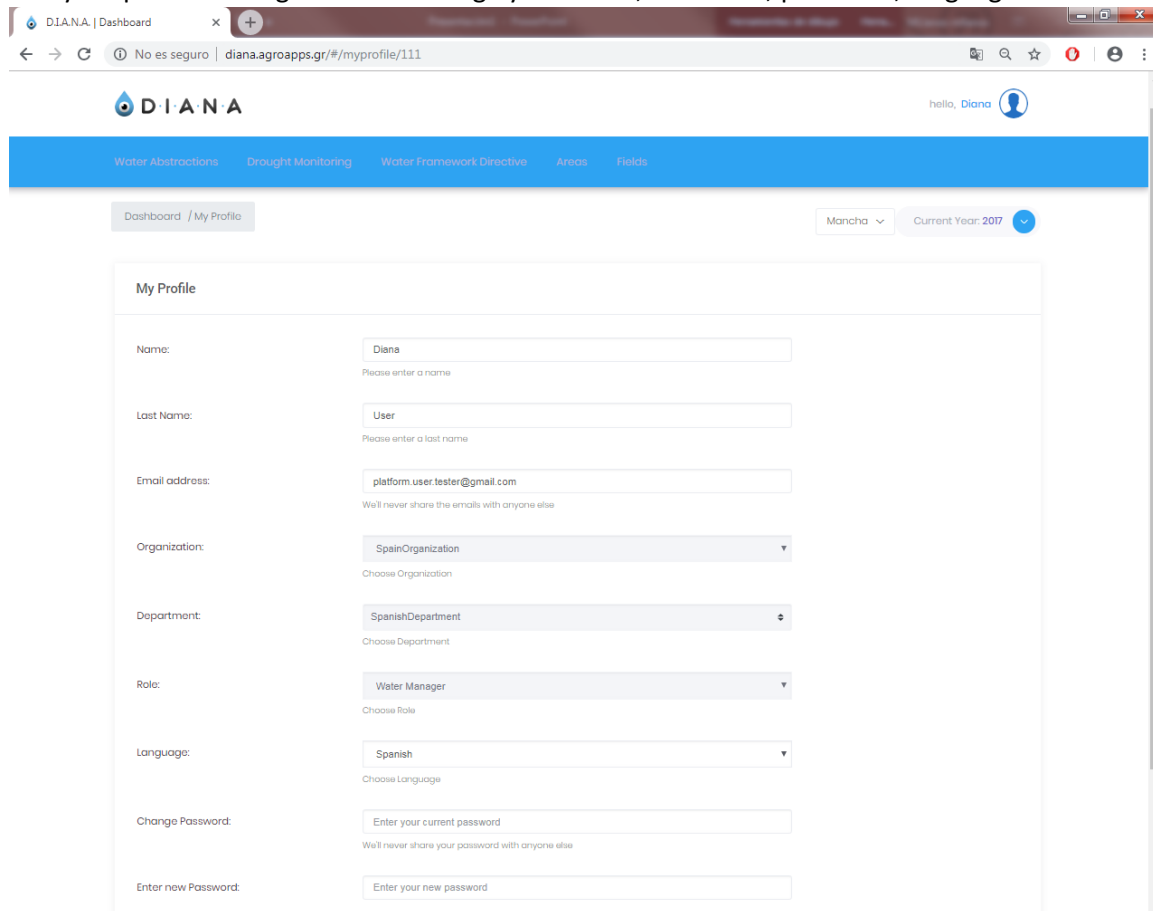 D.I.A.N.A. | Dashboard
No es seguro | diana.agroapps.gr/#/myprofile/111
D·I·A·N·A
hello, Diana
Water Abstractions Drought Monitoring Water Framework Directive Areas Fields
Dashboard / My Profile
Mancha Current Year: 2017
My Profile
Name: Diana
Please enter a name
Last Name: User
Please enter a last name
Email address: platform.user.tester@gmail.com
We'll never share the emails with anyone else
Organization: SpainOrganization
Choose Organization
Department: SpanishDepartment
Choose Department
Role: Water Manager
Choose Role
Language: Spanish
Choose Language
Change Password: Enter your current password
We'll never share your password with anyone else
Enter new Password: Enter your new password